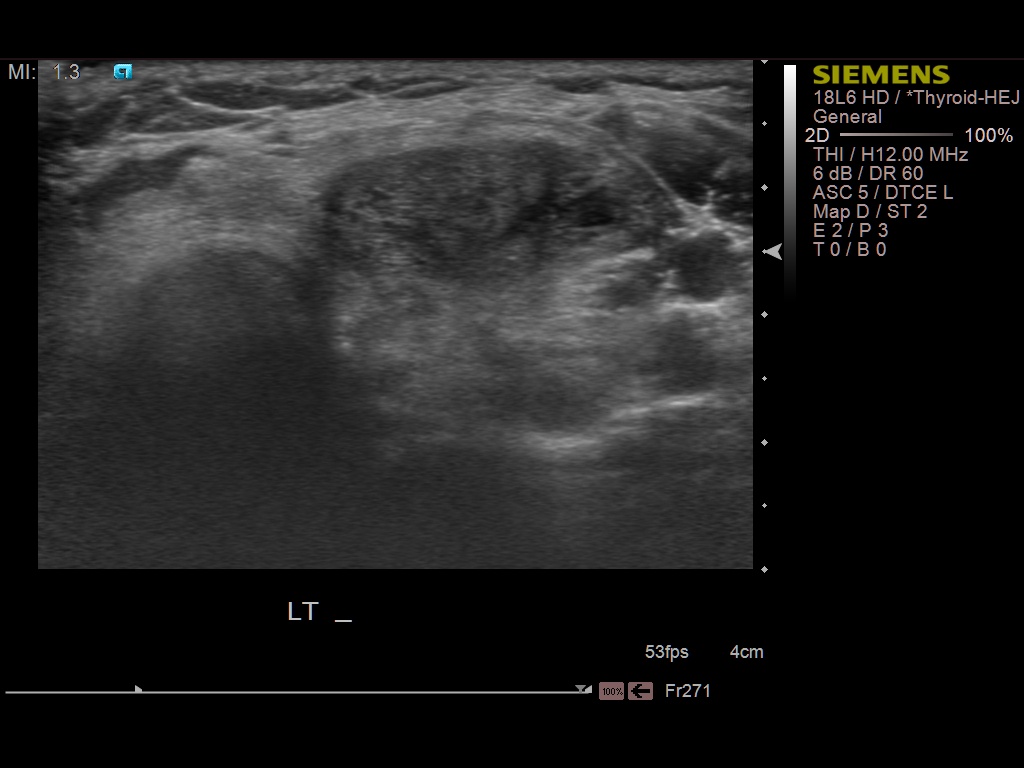 MI: 1.3
SIEMENS
18L6 HD / *Thyroid-HEJ
General
2D 100%
THI / H12.00 MHz
6 dB / DR 60
ASC 5 / DTCE L
Map D / ST 2
E 2 / P 3
T 0 / B 0
LT _
53fps 4cm
100% Fr271